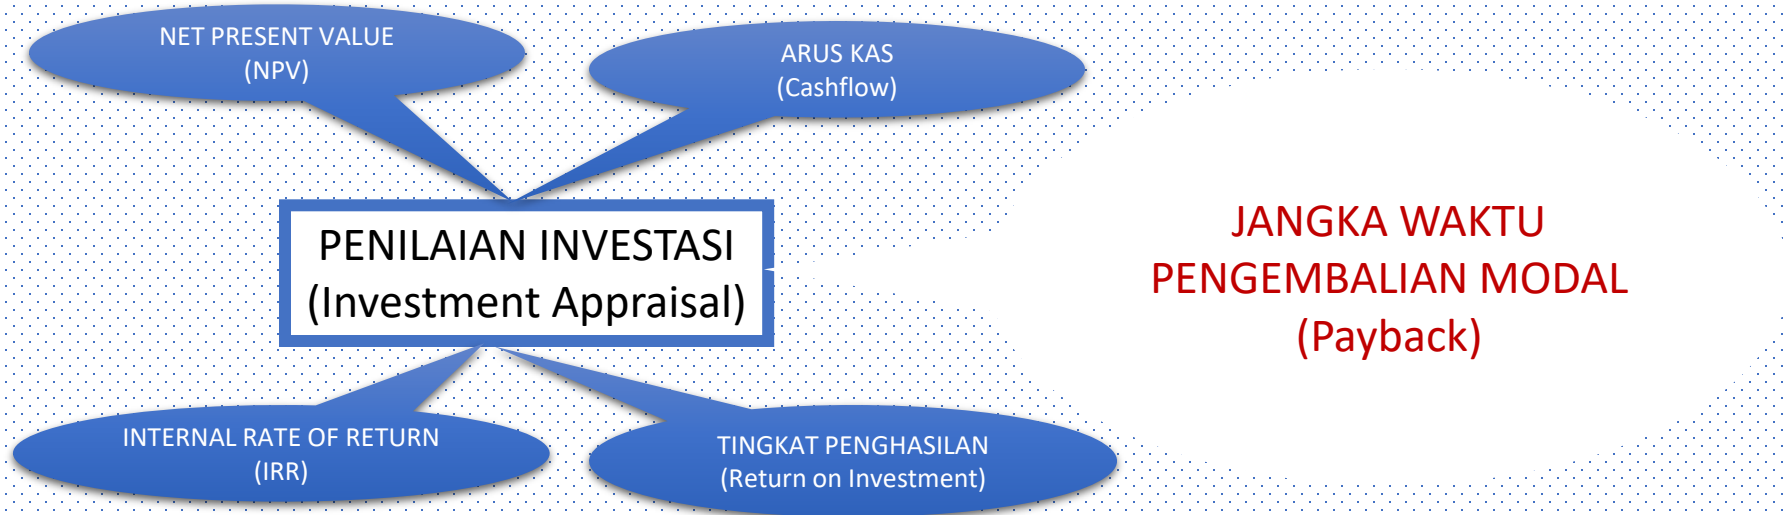 NET PRESENT VALUE
(NPV)
ARUS KAS
(Cashflow)
PENILAIAN INVESTASI
(Investment Appraisal)
JANGKA WAKTU
PENGEMBALIAN MODAL
(Payback)
INTERNAL RATE OF RETURN
(IRR)
TINGKAT PENGHASILAN
(Return on Investment)